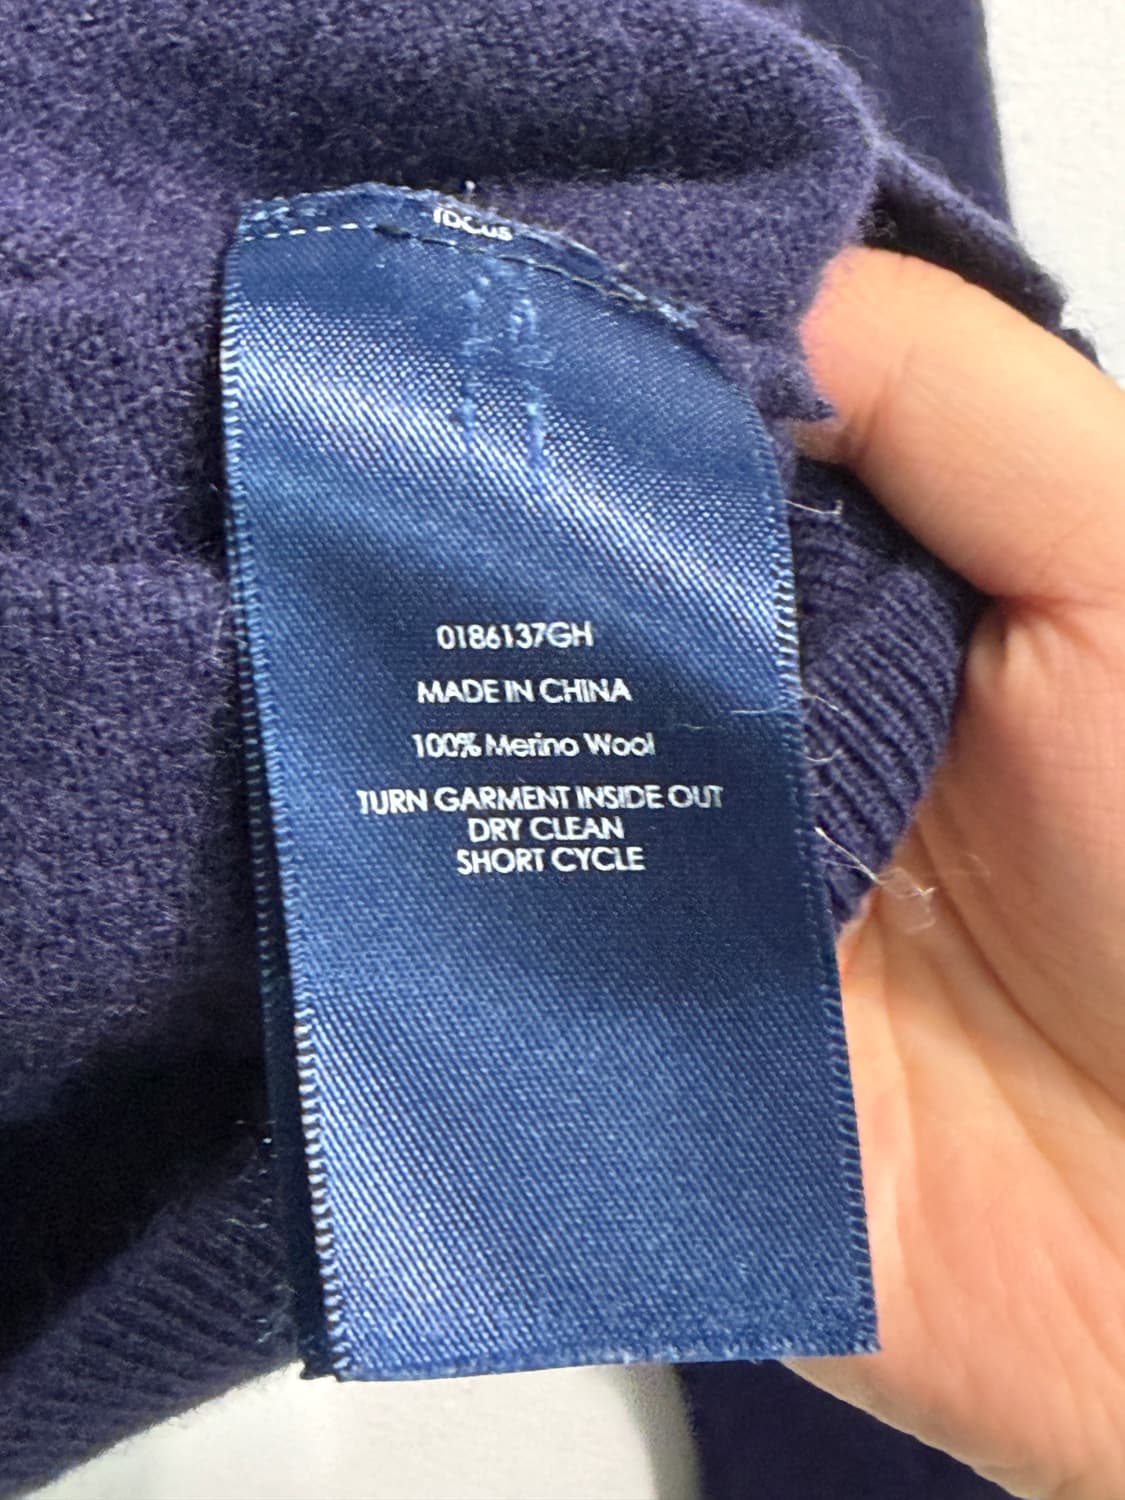 0186137GH
MADE IN CHINA
100% Merino Wool
TURN GARMENT INSIDE OUT
DRY CLEAN
SHORT CYCLE